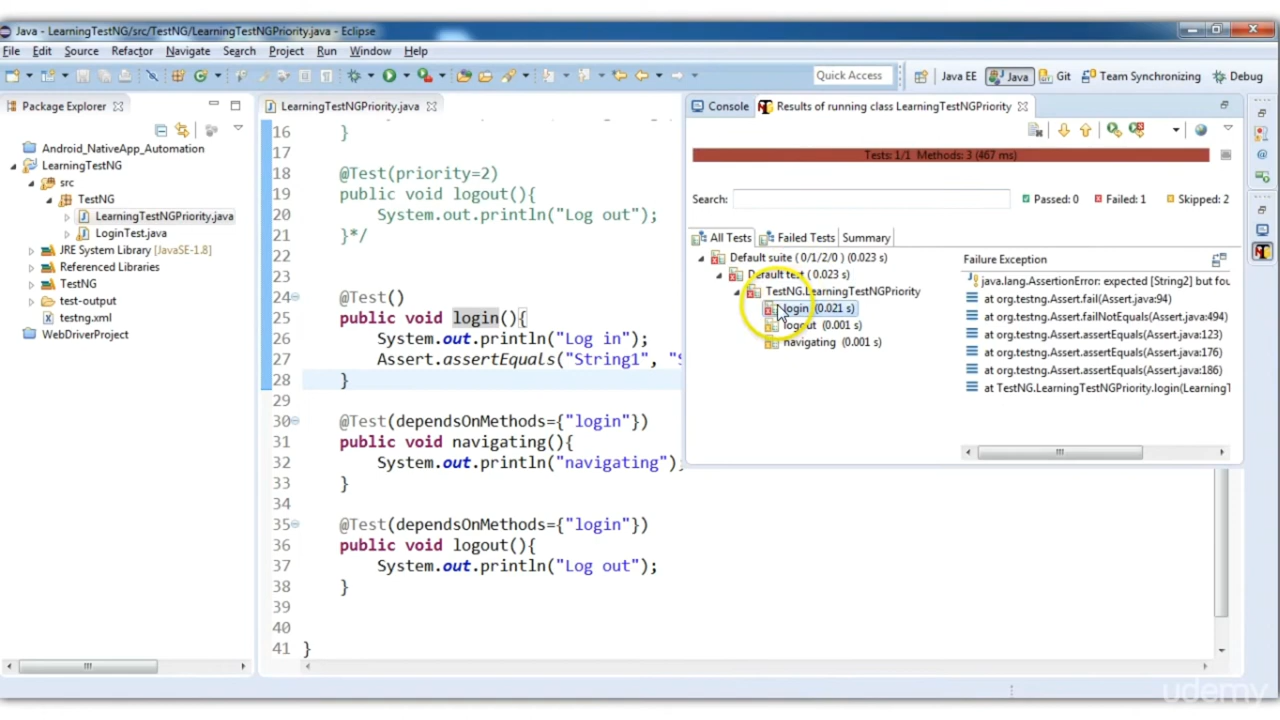 Java - LearningTestNG/src/TestNG/LearningTestNGPriority.java - Eclipse
File Edit Source Refactor Navigate Search Project Run Window Help
Quick Access Java EE Java Git Team Synchronizing Debug
Package Explorer
Android_NativeApp_Automation
LearningTestNG
src
TestNG
LearningTestNGPriority.java
LoginTest.java
JRE System Library [JavaSE-1.8]
Referenced Libraries
TestNG
test-output
testng.xml
WebDriverProject
LearningTestNGPriority.java
16 }
17
18 @Test(priority=2)
19 public void logout(){
20 System.out.println("Log out");
21 }*/
22
23
24 @Test()
25 public void login(){
26 System.out.println("Log in");
27 Assert.assertEquals("String1", "S
28 }
29
30 @Test(dependsOnMethods={"login"})
31 public void navigating(){
32 System.out.println("navigating");
33 }
34
35 @Test(dependsOnMethods={"login"})
36 public void logout(){
37 System.out.println("Log out");
38 }
39
40
41 }
Console Results of running class LearningTestNGPriority
Tests: 1/1 Methods: 3 (467 ms)
Search: Passed: 0 Failed: 1 Skipped: 2
All Tests Failed Tests Summary
Default suite ( 0/1/2/0 ) (0.023 s)
Default test ( 0.023 s)
TestNG.LearningTestNGPriority
login (0.021 s)
logout (0.001 s)
navigating (0.001 s)
Failure Exception
java.lang.AssertionError: expected [String2] but fou
at org.testng.Assert.fail(Assert.java:94)
at org.testng.Assert.failNotEquals(Assert.java:494)
at org.testng.Assert.assertEquals(Assert.java:123)
at org.testng.Assert.assertEquals(Assert.java:176)
at org.testng.Assert.assertEquals(Assert.java:186)
at TestNG.LearningTestNGPriority.login(LearningT
udemy